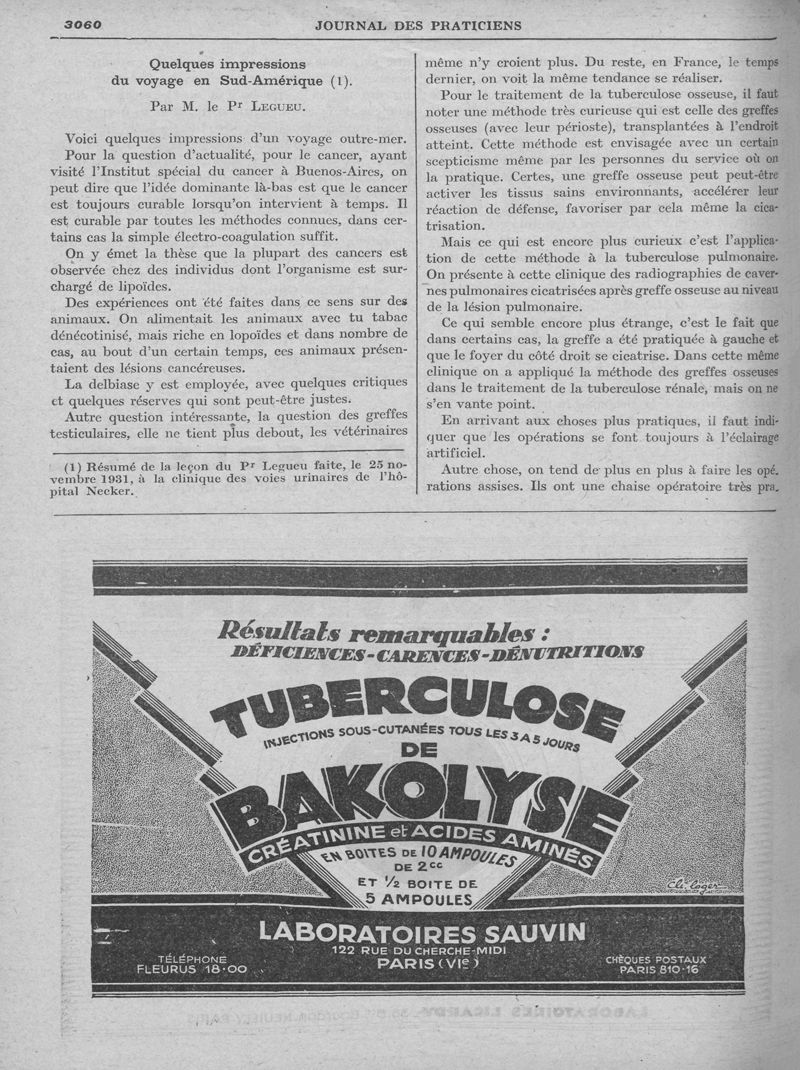 3060
JOURNAL DES PRATICIENS
Quelques impressions
du voyage en Sud-Amérique (1).
Par M. le Pr Legueu.
Voici quelques impressions d'un voyage outre-mer.
Pour la question d'actualité, pour le cancer, ayant
visité l'Institut spécial du cancer à Buenos-Aires, on
peut dire que l'idée dominante là-bas est que le cancer
est toujours curable lorsqu'on intervient à temps. Il
est curable par toutes les méthodes connues, dans cer-
tains cas la simple électro-coagulation suffit.
On y émet la thèse que la plupart des cancers est
observée chez des individus dont l'organisme est sur-
chargé de lipoïdes.
Des expériences ont été faites dans ce sens sur des
animaux. On alimentait les animaux avec tu tabac
dénécotinisé, mais riche en lopoïdes et dans nombre de
cas, au bout d'un certain temps, ces animaux présen-
taient des lésions cancéreuses.
La delbiase y est employée, avec quelques critiques
et quelques réserves qui sont peut-être justes.
Autre question intéressante, la question des greffes
testiculaires, elle ne tient plus debout, les vétérinaires
(1) Résumé de la leçon du Pr Legueu faite, le 25 no-
vembre 1931, à la clinique des voies urinaires de l'hô-
pital Necker.
même n'y croient plus. Du reste, en France, le temps
dernier, on voit la même tendance se réaliser.
Pour le traitement de la tuberculose osseuse, il faut
noter une méthode très curieuse qui est celle des greffes
osseuses (avec leur périoste), transplantées à l'endroit
atteint. Cette méthode est envisagée avec un certain
scepticisme même par les personnes du service où on
la pratique. Certes, une greffe osseuse peut peut-être
activer les tissus sains environnants, accélérer leur
réaction de défense, favoriser par cela même la cica-
trisation.
Mais ce qui est encore plus curieux c'est l'applica-
tion de cette méthode à la tuberculose pulmonaire.
On présente à cette clinique des radiographies de caver-
nes pulmonaires cicatrisées après greffe osseuse au niveau
de la lésion pulmonaire.
Ce qui semble encore plus étrange, c'est le fait que
dans certains cas, la greffe a été pratiquée à gauche et
que le foyer du côté droit se cicatrise. Dans cette même
clinique on a appliqué la méthode des greffes osseuses
dans le traitement de la tuberculose rénale, mais on ne
s'en vante point.
En arrivant aux choses plus pratiques, il faut indi-
quer que les opérations se font toujours à l'éclairage
artificiel.
Autre chose, on tend de plus en plus à faire les opé-
rations assises. Ils ont une chaise opératoire très pra-
Résultats remarquables :
DÉFICIENCES-CARENCES-DÉNUTRITIONS
TUBERCULOSE
INJECTIONS SOUS-CUTANÉES TOUS LES 3 A 5 JOURS
DE
BAKOLYSE
CRÉATININE et ACIDES AMINÉS
EN BOITES DE 10 AMPOULES
DE 2cc
ET 1/2 BOITE DE
5 AMPOULES
LABORATOIRES SAUVIN
122 RUE DU CHERCHE-MIDI
PARIS (VIe)
TÉLÉPHONE
FLEURUS 18·00
CHÈQUES POSTAUX
PARIS 810·16